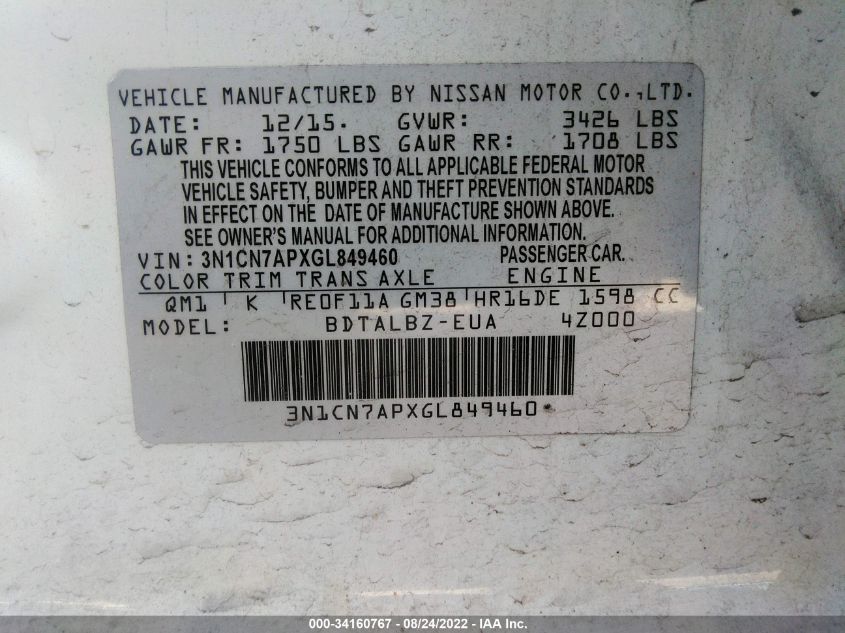 VEHICLE MANUFACTURED BY NISSAN MOTOR CO.,LTD.
DATE: 12/15. GVWR: 3426 LBS
GAWR FR: 1750 LBS GAWR RR: 1708 LBS
THIS VEHICLE CONFORMS TO ALL APPLICABLE FEDERAL MOTOR
VEHICLE SAFETY, BUMPER AND THEFT PREVENTION STANDARDS
IN EFFECT ON THE DATE OF MANUFACTURE SHOWN ABOVE.
SEE OWNER'S MANUAL FOR ADDITIONAL INFORMATION.
VIN: 3N1CN7APXGL849460 PASSENGER CAR.
COLOR TRIM TRANS AXLE ENGINE
QM1 K RE0F11A GM38 HR16DE 1598 CC
MODEL: BDTALBZ-EUA 4Z000
3N1CN7APXGL849460
000-34160767 - 08/24/2022 - IAA Inc.